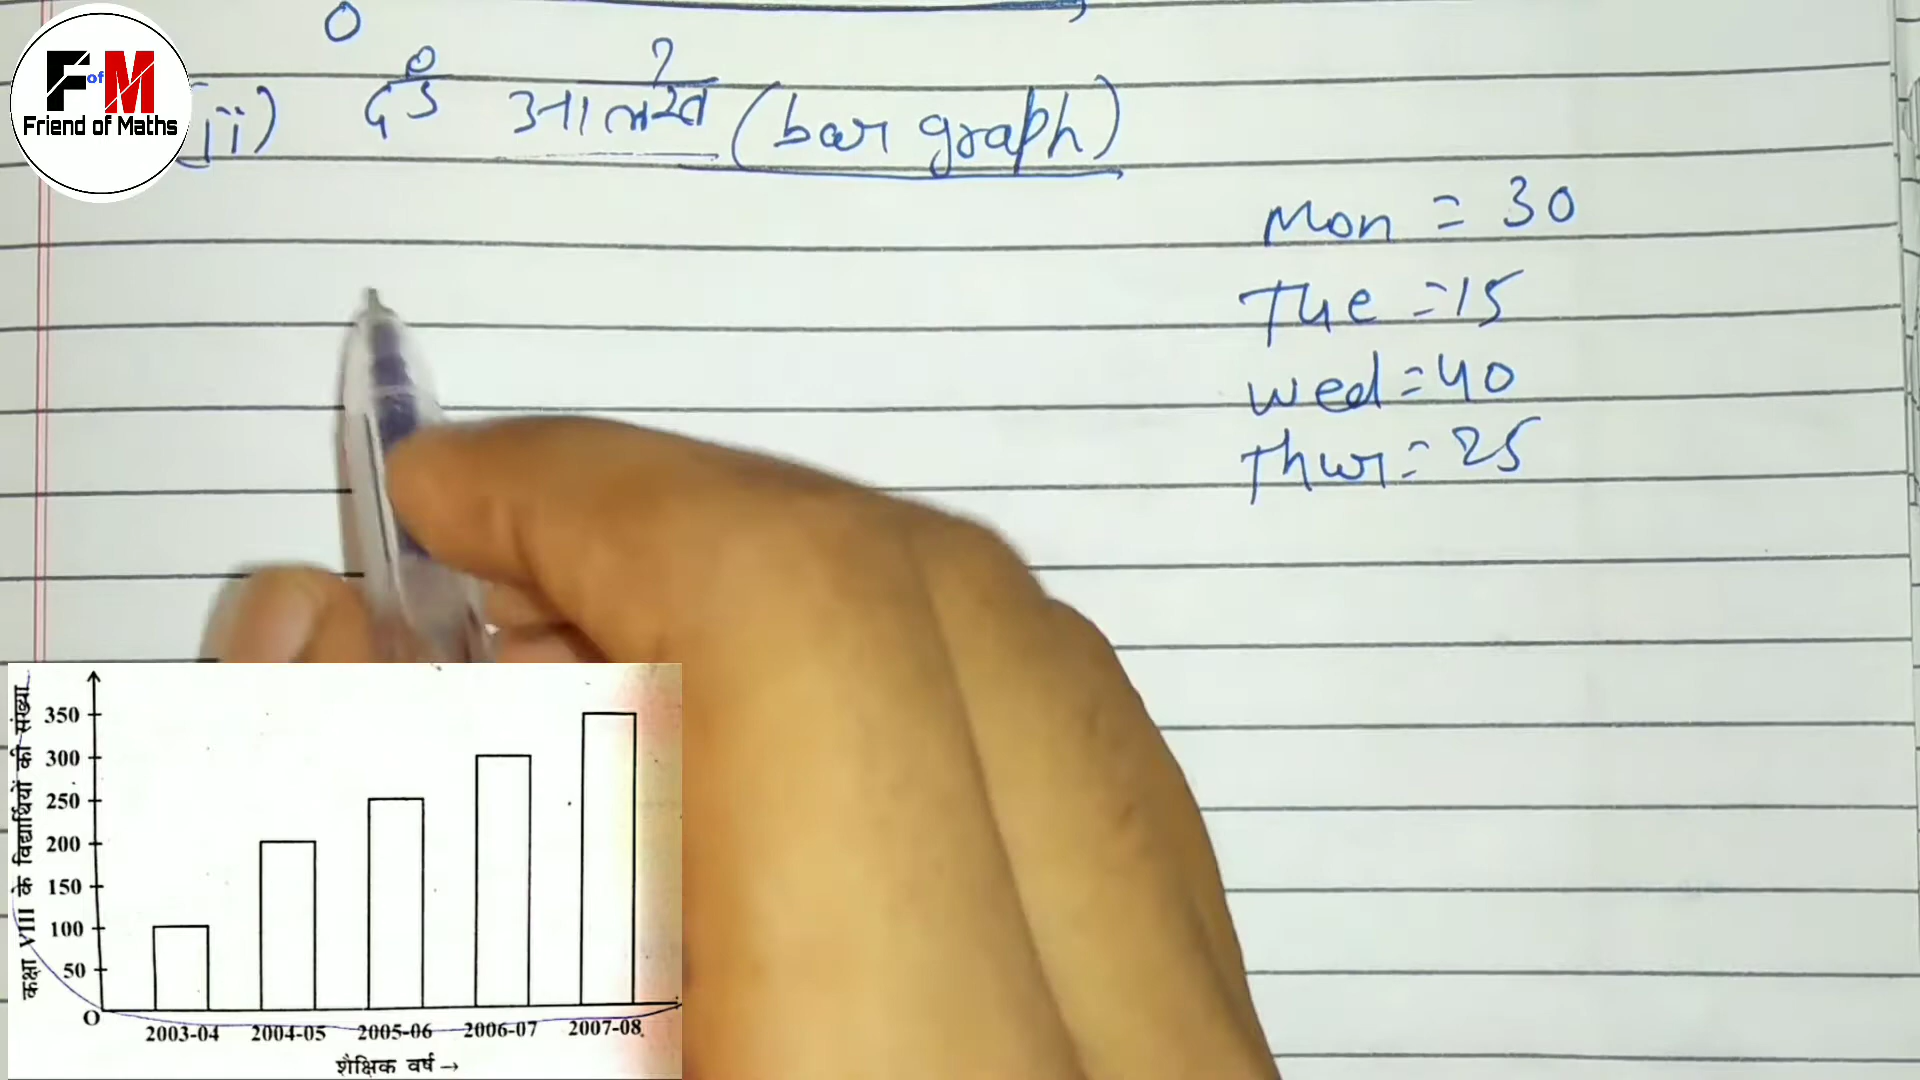 FofM
Friend of Maths
(ii) दंड आलेख (bar graph)
Mon = 30
Tue = 15
Wed = 40
Thur = 25
कक्षा VIII के विद्यार्थियों की संख्या
350
300
250
200
150
100
50
O
2003-04 2004-05 2005-06 2006-07 2007-08
शैक्षिक वर्ष →